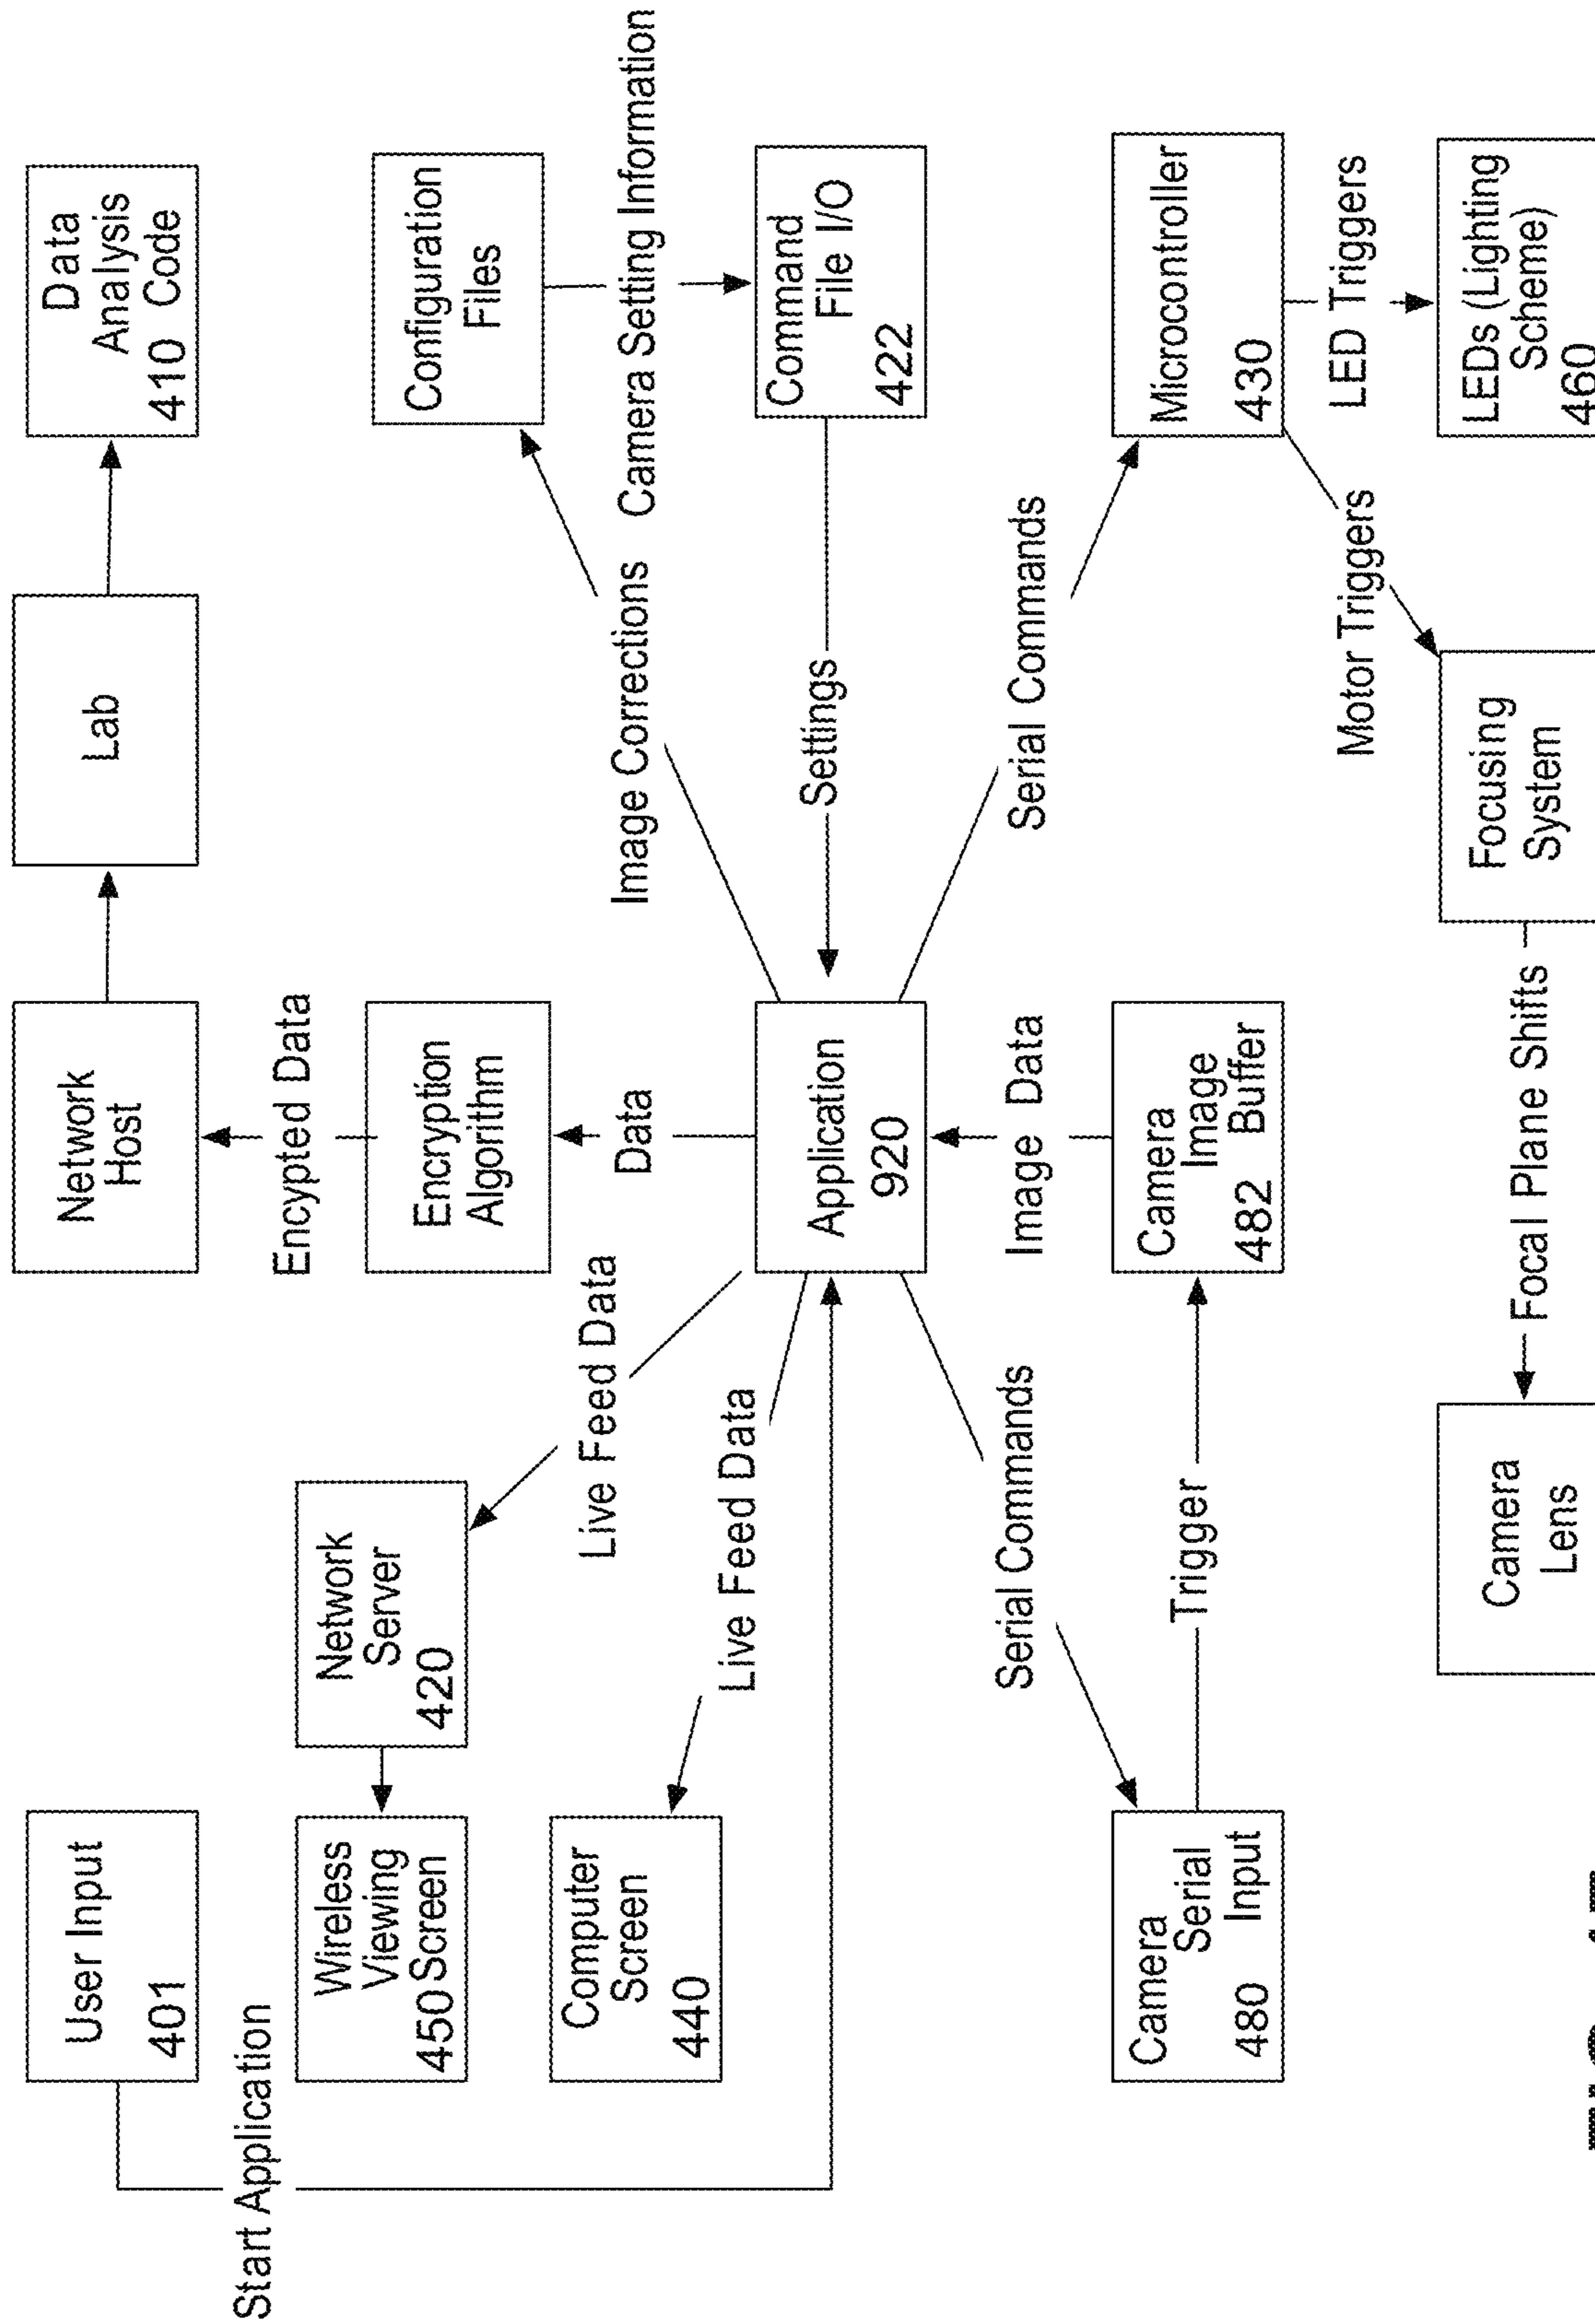 User Input
401
Network
Host
Lab
Data
Analysis
410 Code
Start Application
Encypted Data
Wireless
Viewing
450 Screen
Network
Server
420
Encryption
Algorithm
Configuration
Files
Live Feed Data
Data
Image Corrections
Camera Setting Information
Computer
Screen
440
Live Feed Data
Application
920
Settings
Command
File I/O
422
Serial Commands
Image Data
Serial Commands
Camera
Serial
480 Input
Trigger
Camera
Image
482 Buffer
Microcontroller
430
Motor Triggers
LED Triggers
Camera
Lens
Focal Plane Shifts
Focusing
System
LEDs (Lighting
Scheme)
460